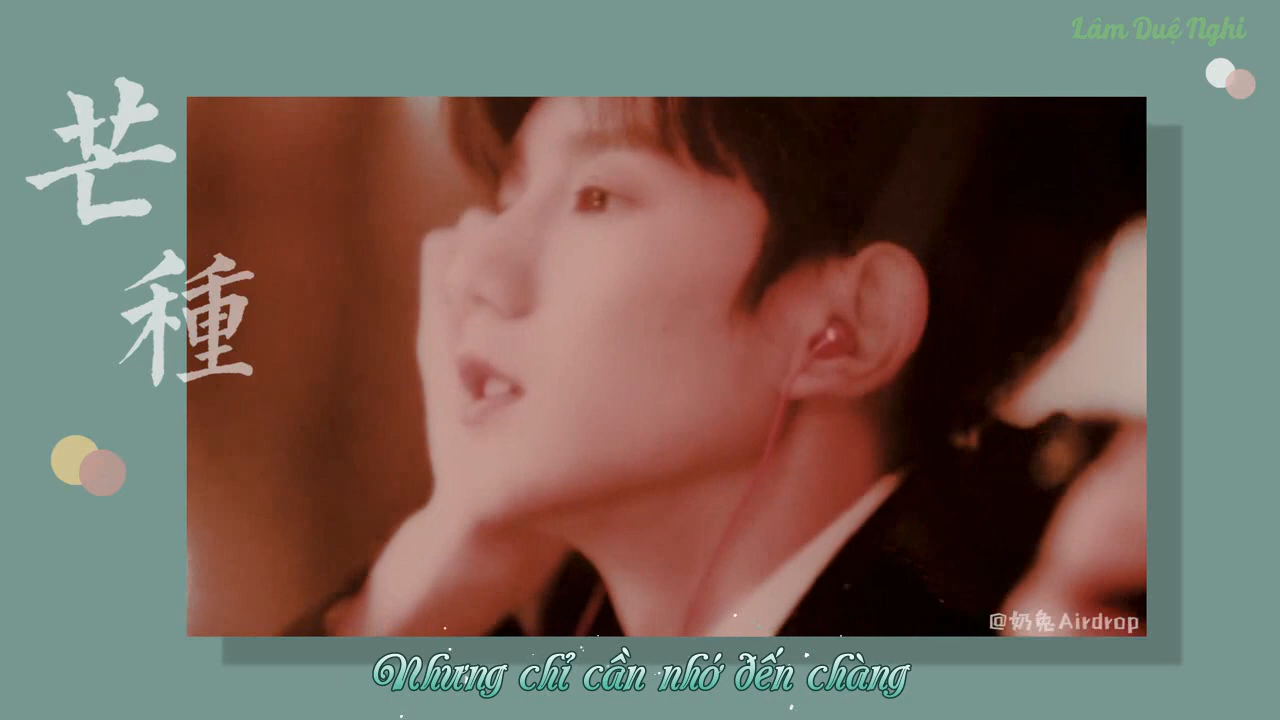 Lâm Duệ Nghi
芒
種
@奶兔Airdrop
Nhưng chỉ cần nhớ đến chàng